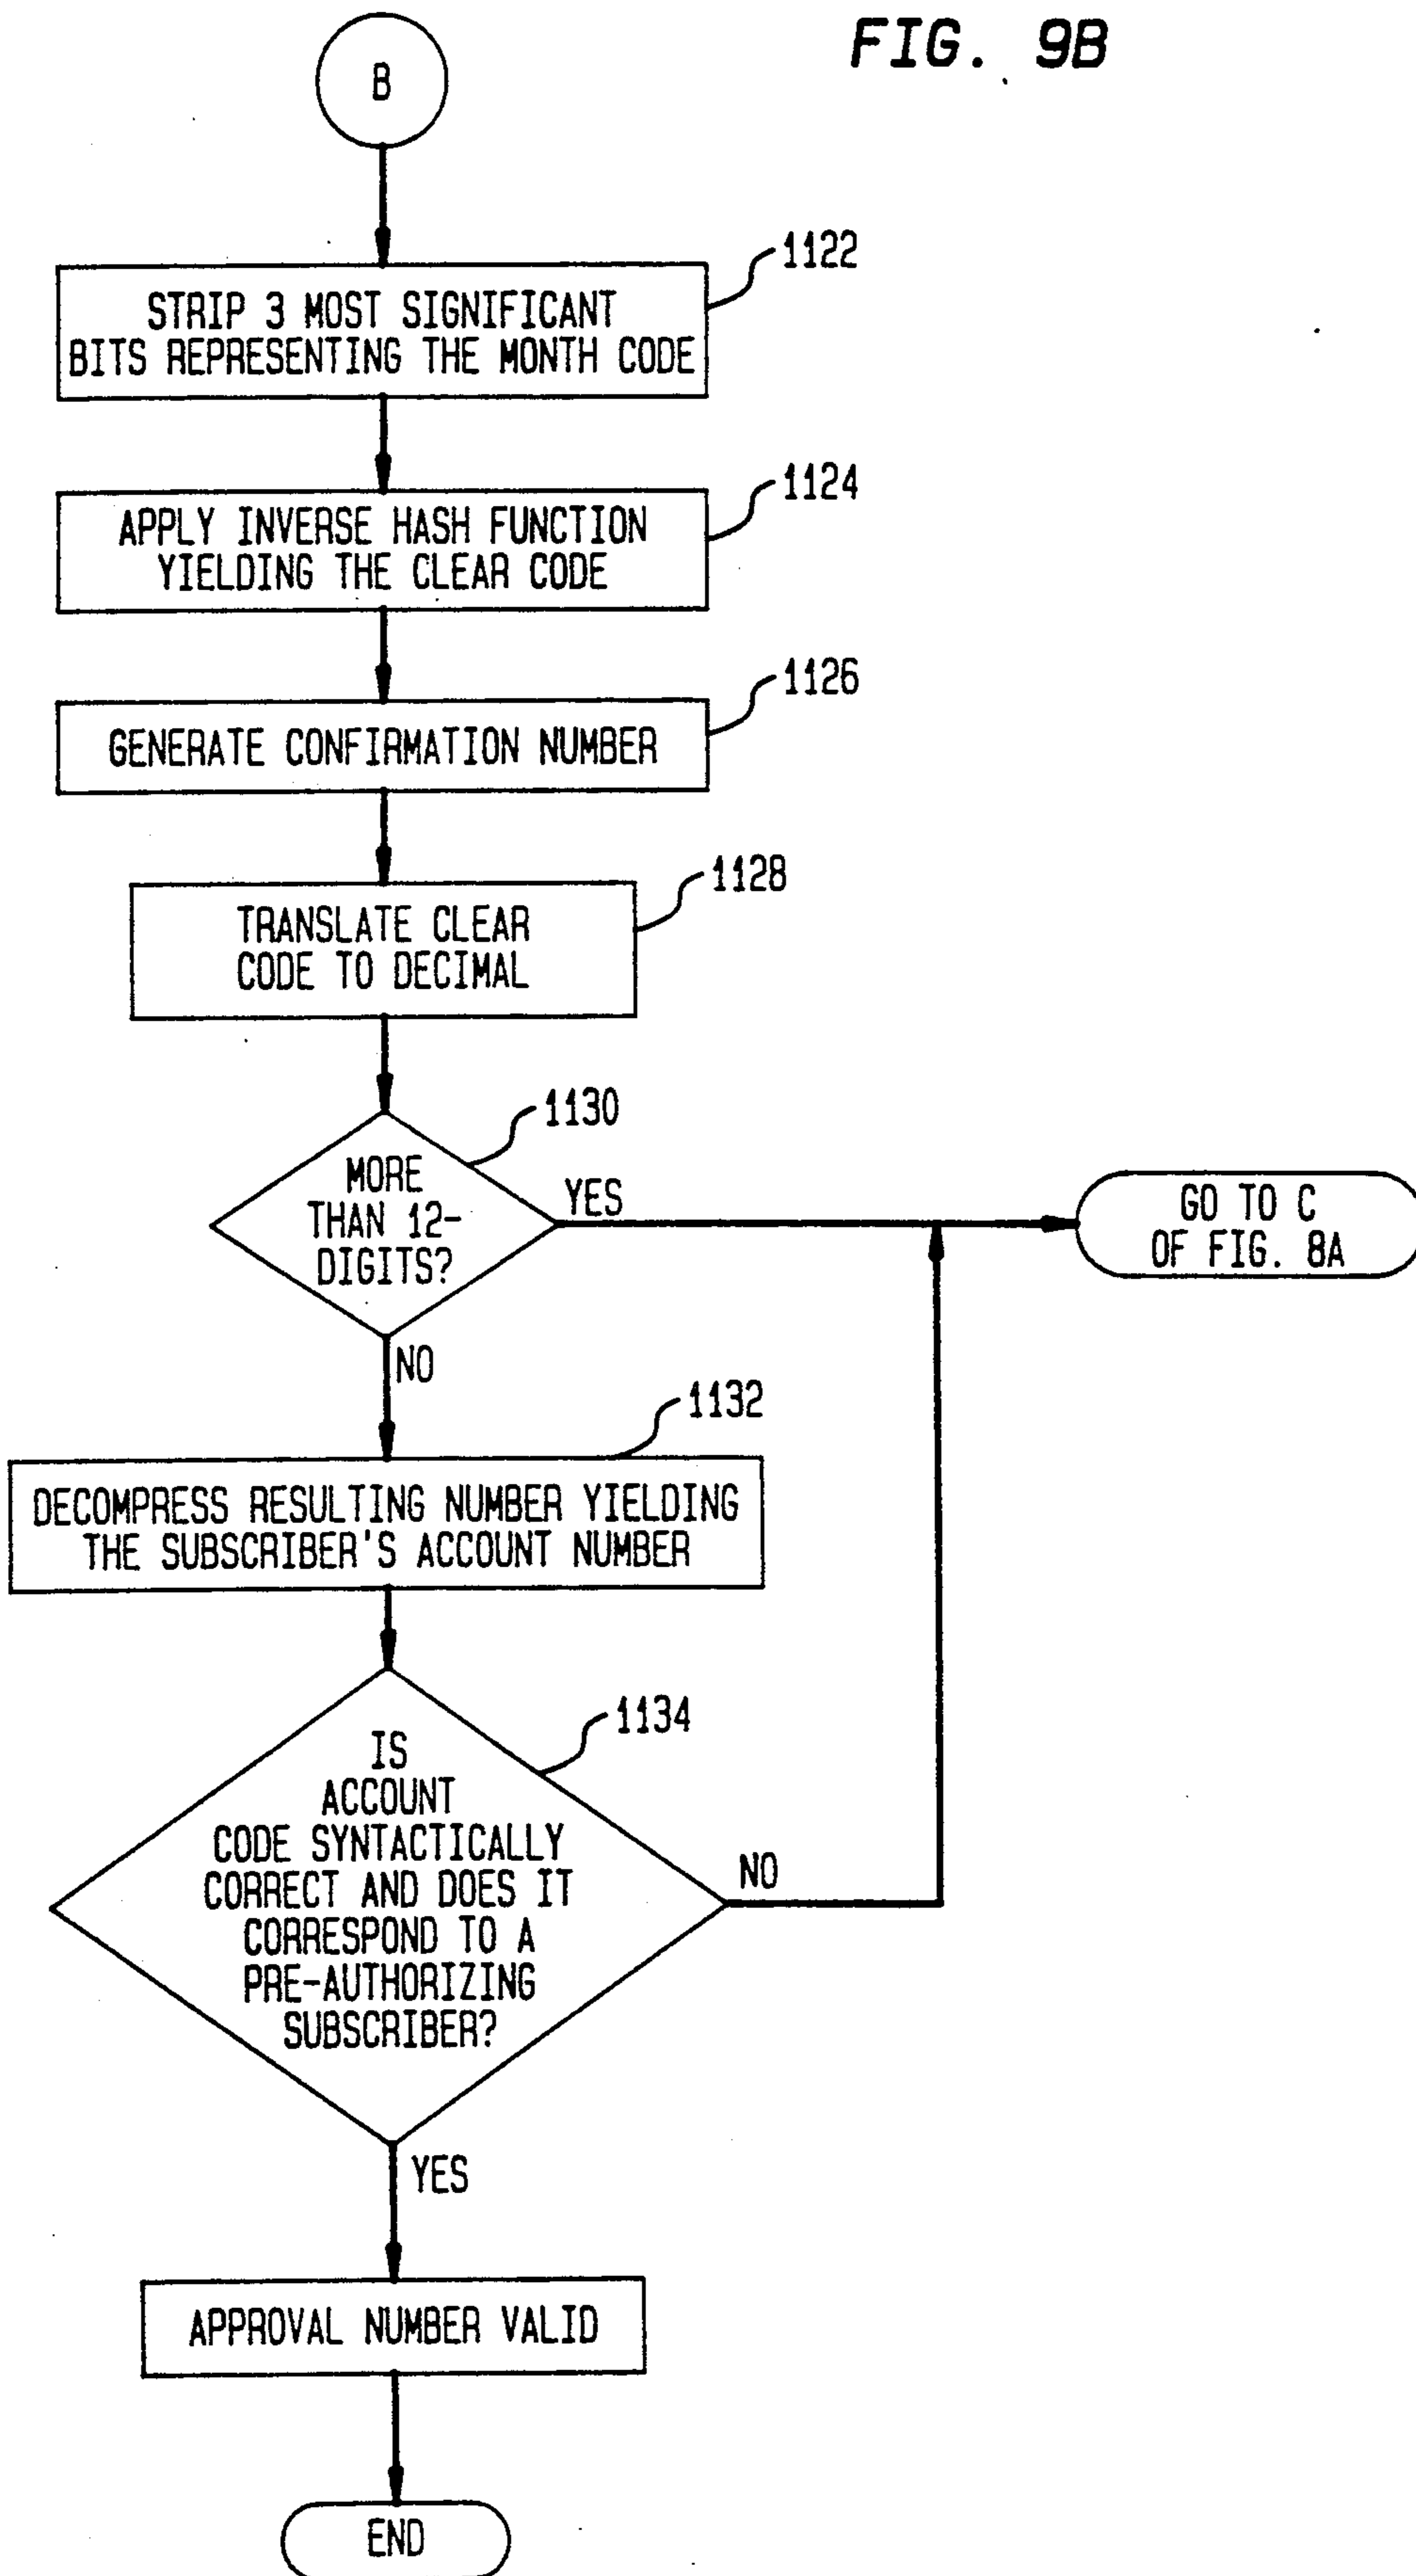 FIG. 9B
B
1122
STRIP 3 MOST SIGNIFICANT
BITS REPRESENTING THE MONTH CODE
1124
APPLY INVERSE HASH FUNCTION
YIELDING THE CLEAR CODE
1126
GENERATE CONFIRMATION NUMBER
1128
TRANSLATE CLEAR
CODE TO DECIMAL
1130
MORE
THAN 12-
DIGITS?
YES
GO TO C
OF FIG. 8A
NO
1132
DECOMPRESS RESULTING NUMBER YIELDING
THE SUBSCRIBER'S ACCOUNT NUMBER
1134
IS
ACCOUNT
CODE SYNTACTICALLY
CORRECT AND DOES IT
CORRESPOND TO A
PRE-AUTHORIZING
SUBSCRIBER?
NO
YES
APPROVAL NUMBER VALID
END